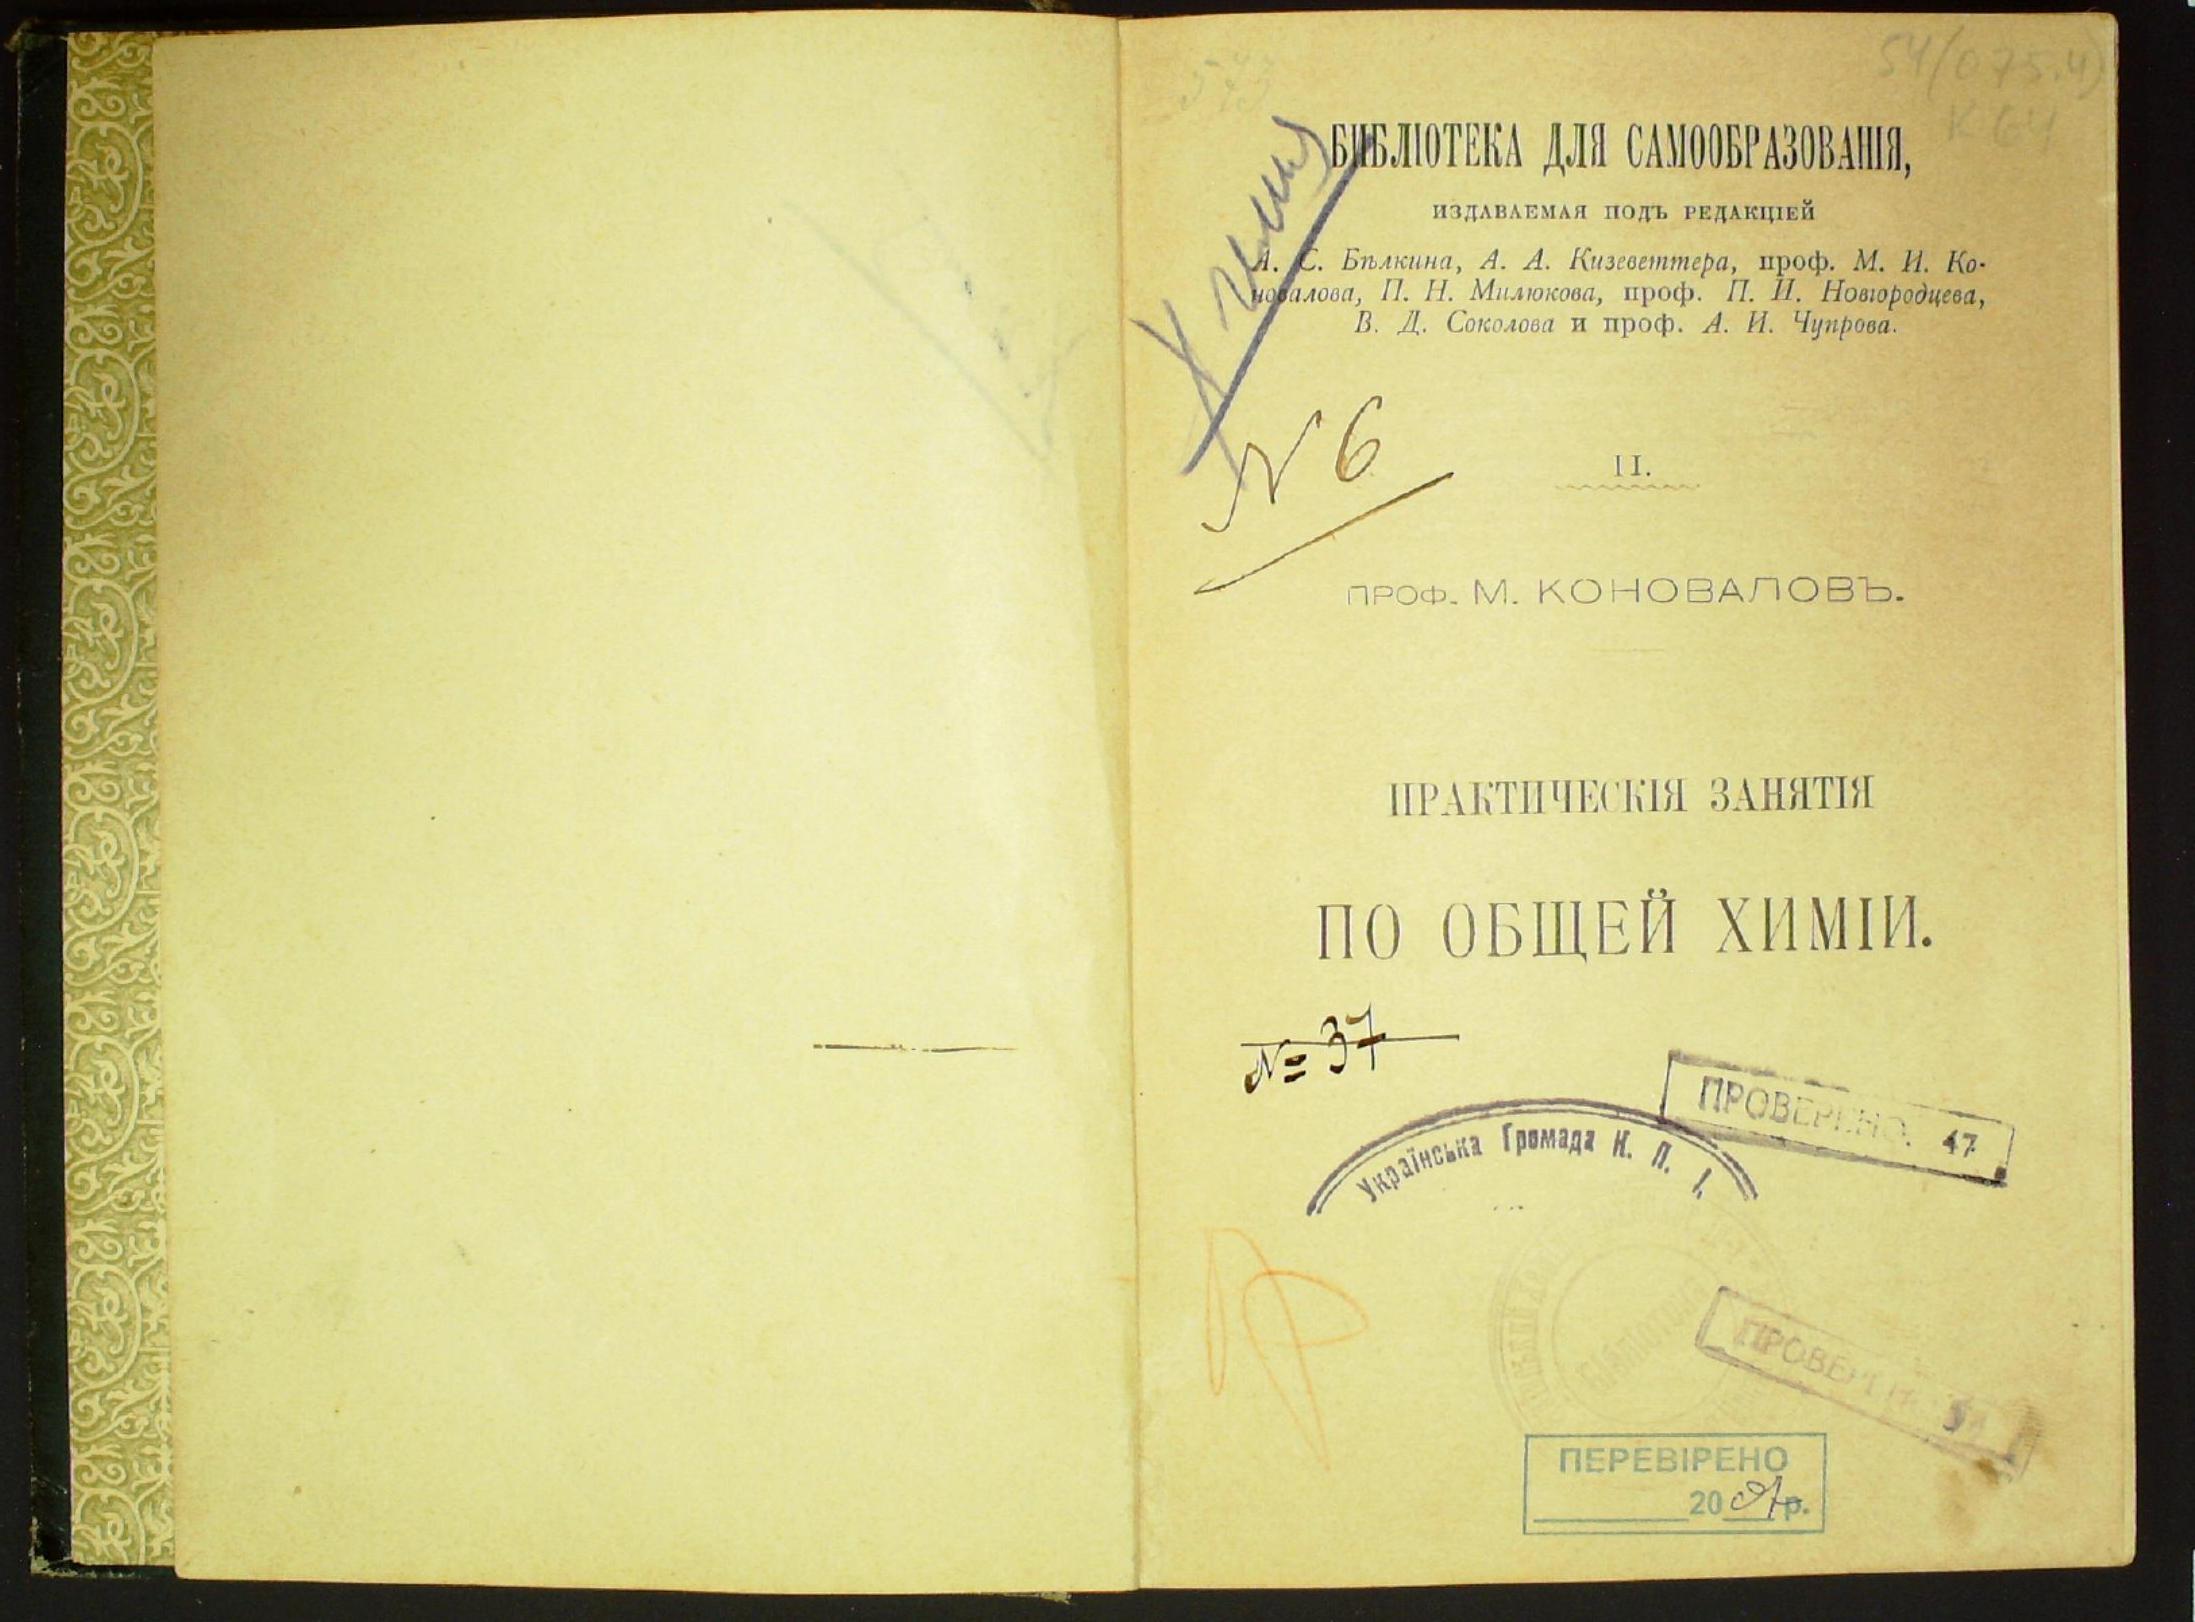 54(075.4)
К 64
БИБЛІОТЕКА ДЛЯ САМООБРАЗОВАНІЯ,
ИЗДАВАЕМАЯ ПОДЪ РЕДАКЦІЕЙ
А. С. Бѣлкина, А. А. Кизеветтера, проф. М. И. Ко-
новалова, П. Н. Милюкова, проф. П. И. Новгородцева,
В. Д. Соколова и проф. А. И. Чупрова.
N 6
II.
ПРОФ. М. КОНОВАЛОВЪ.
ПРАКТИЧЕСКІЯ ЗАНЯТІЯ
ПО ОБЩЕЙ ХИМІИ.
№ 37
ПРОВЕРЕНО. 47
Українська Громада К. П. І.
ПЕРЕВІРЕНО
20 р.